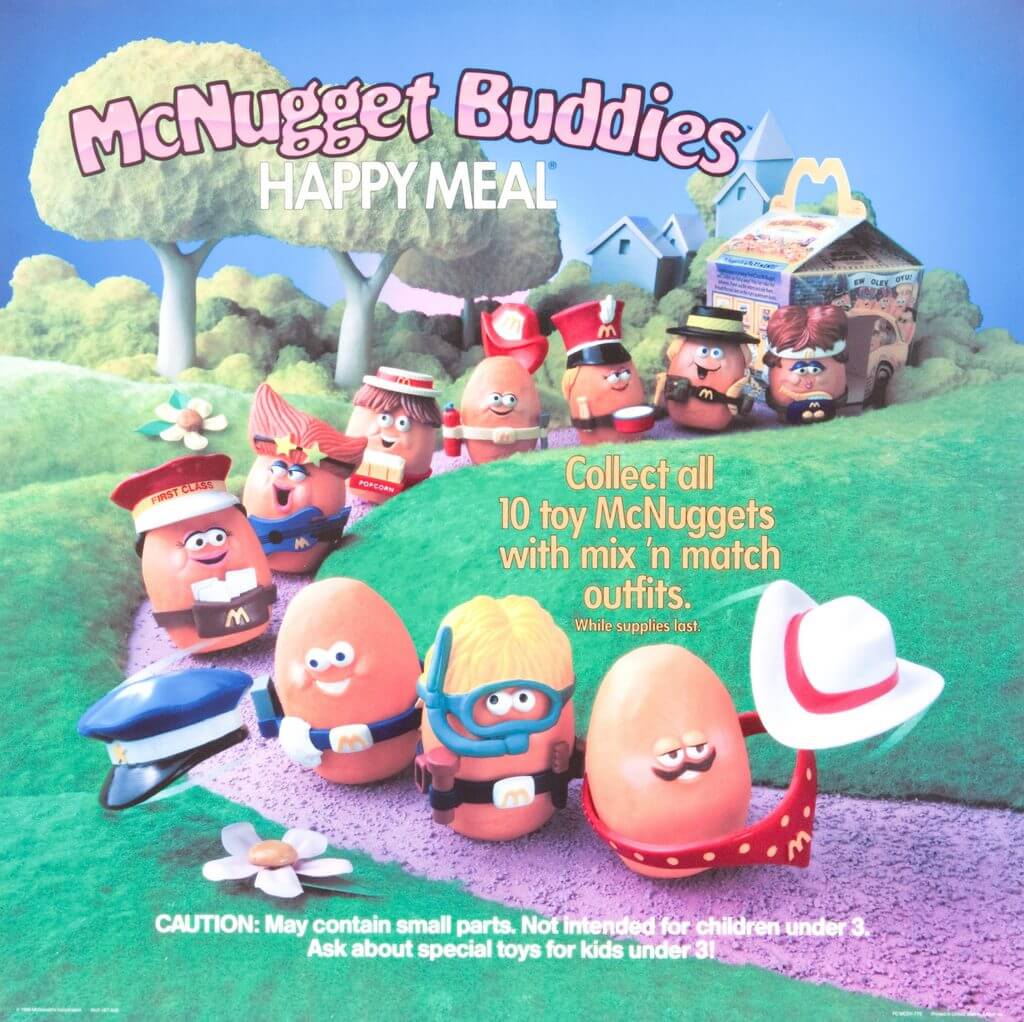 McNugget Buddies™
HAPPY MEAL®
FIRST CLASS
POPCORN
Collect all
10 toy McNuggets
with mix 'n match
outfits.
While supplies last.
CAUTION: May contain small parts. Not intended for children under 3.
Ask about special toys for kids under 3!